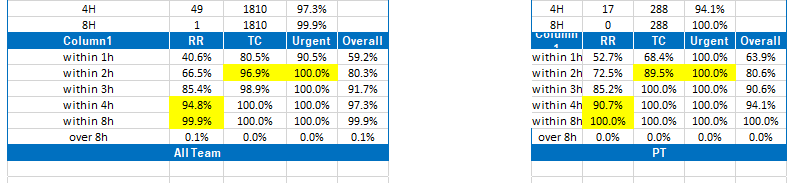 4H 49 1810 97.3%
8H 1 1810 99.9%
Column1 RR TC Urgent Overall
within 1h 40.6% 80.5% 90.5% 59.2%
within 2h 66.5% 96.9% 100.0% 80.3%
within 3h 85.4% 98.9% 100.0% 91.7%
within 4h 94.8% 100.0% 100.0% 97.3%
within 8h 99.9% 100.0% 100.0% 99.9%
over 8h 0.1% 0.0% 0.0% 0.1%
All Team
4H 17 288 94.1%
8H 0 288 100.0%
Column1 RR TC Urgent Overall
within 1h 52.7% 68.4% 100.0% 63.9%
within 2h 72.5% 89.5% 100.0% 80.6%
within 3h 85.2% 100.0% 100.0% 90.6%
within 4h 90.7% 100.0% 100.0% 94.1%
within 8h 100.0% 100.0% 100.0% 100.0%
over 8h 0.0% 0.0% 0.0% 0.0%
PT